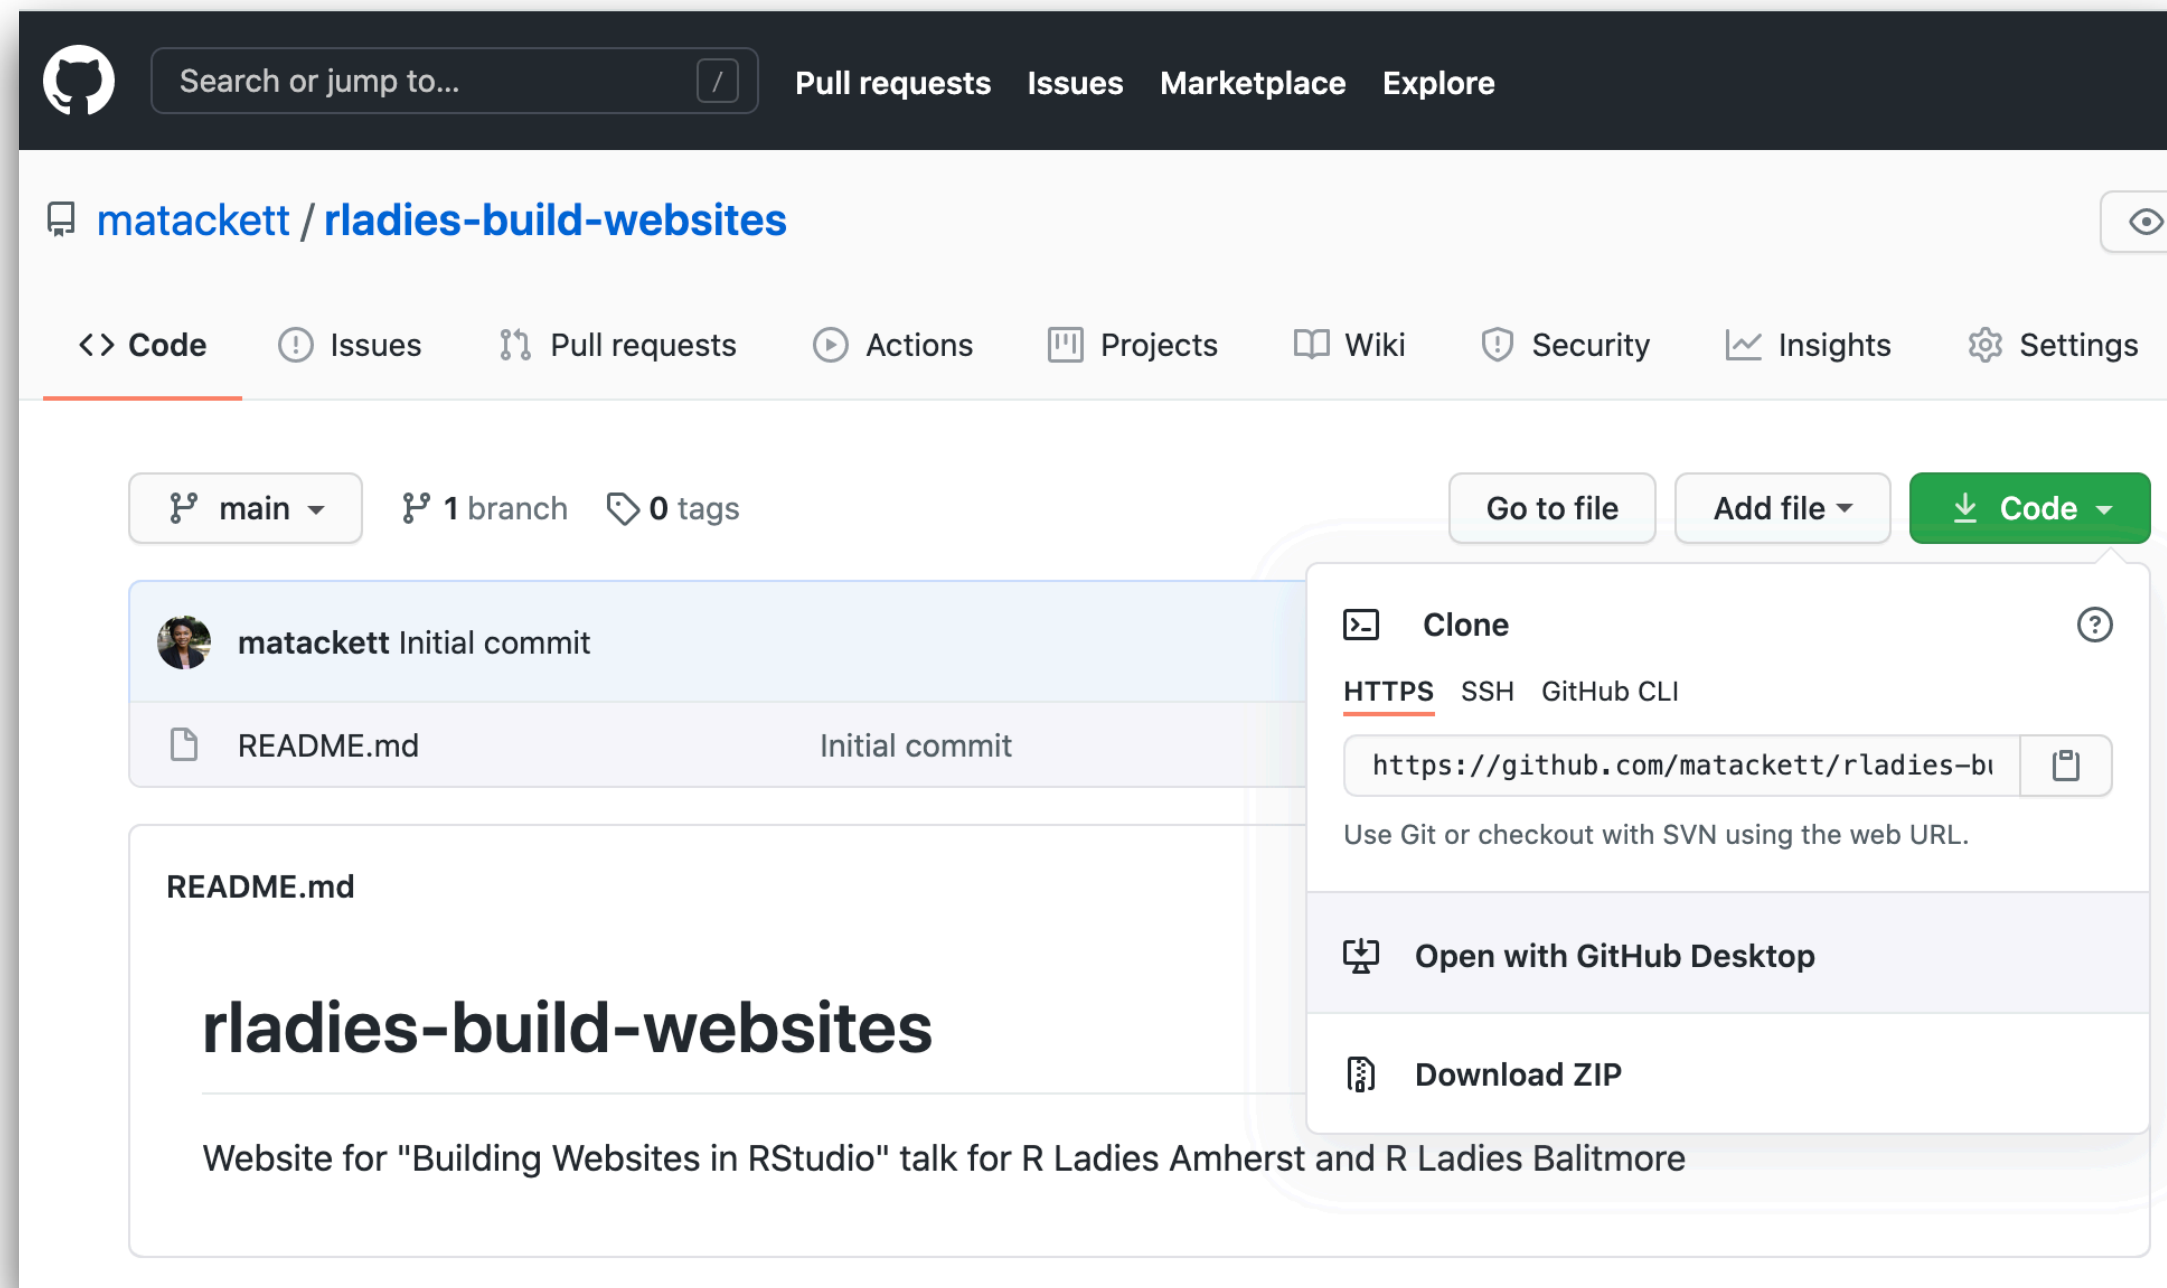 Search or jump to... / Pull requests Issues Marketplace Explore
matackett / rladies-build-websites
Code Issues Pull requests Actions Projects Wiki Security Insights Settings
main 1 branch 0 tags Go to file Add file Code
Clone
matackett Initial commit
HTTPS SSH GitHub CLI
README.md Initial commit
https://github.com/matackett/rladies-bu
Use Git or checkout with SVN using the web URL.
README.md
Open with GitHub Desktop
rladies-build-websites
Download ZIP
Website for "Building Websites in RStudio" talk for R Ladies Amherst and R Ladies Balitmore